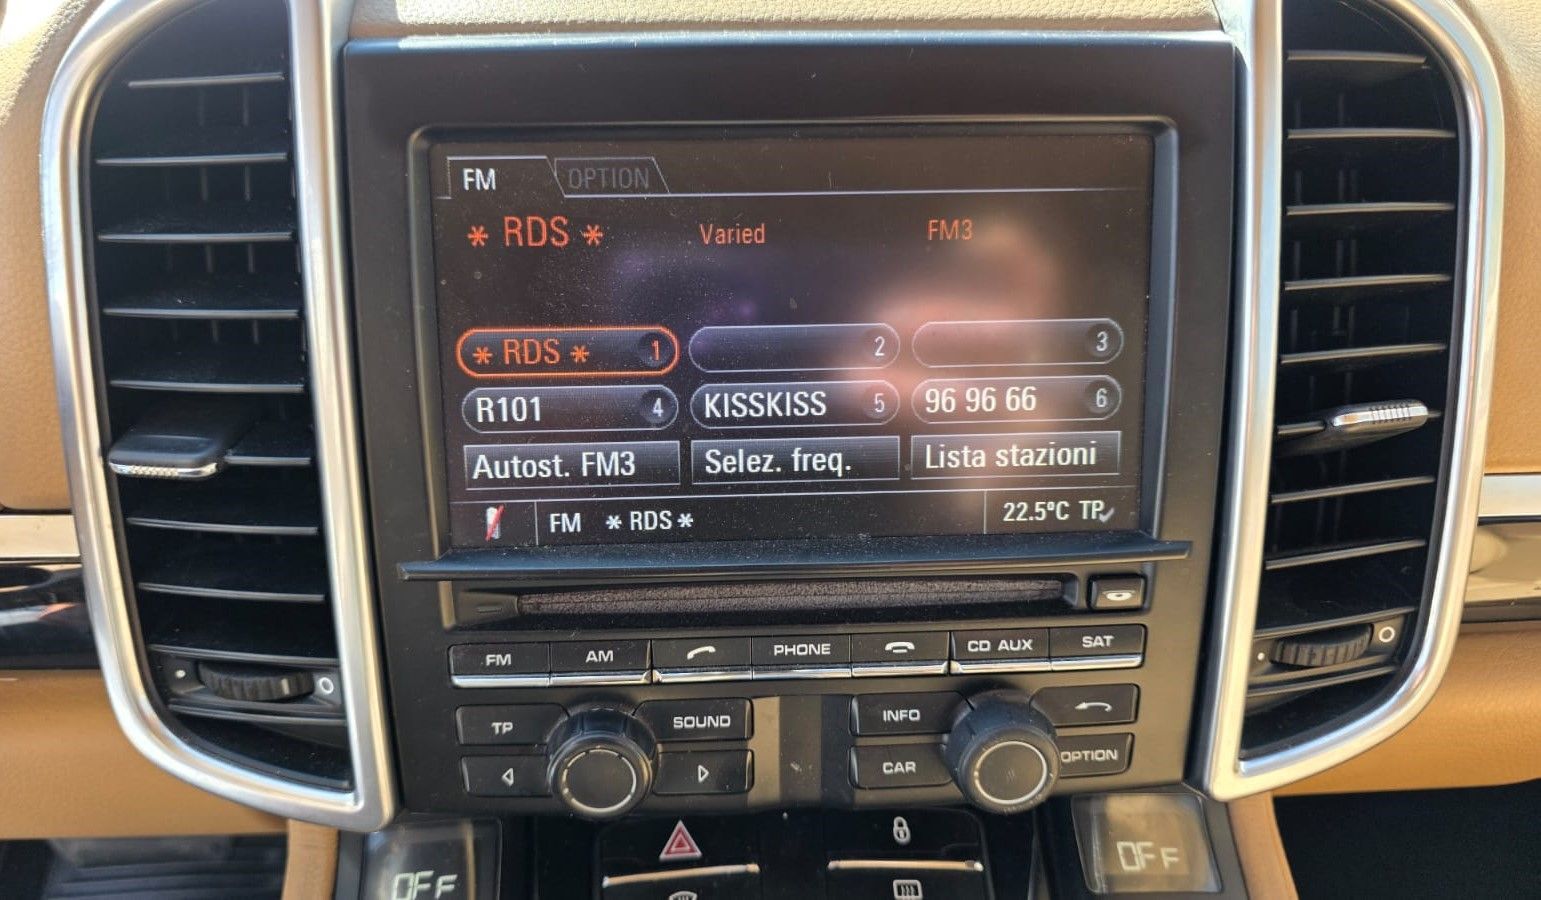 FM OPTION
* RDS * Varied FM3
* RDS * 1 2 3
R101 4 KISSKISS 5 96 96 66 6
Autost. FM3 Selez. freq. Lista stazioni
FM * RDS * 22.5°C TP
FM AM PHONE CD AUX SAT
TP SOUND INFO
CAR OPTION
OFF OFF